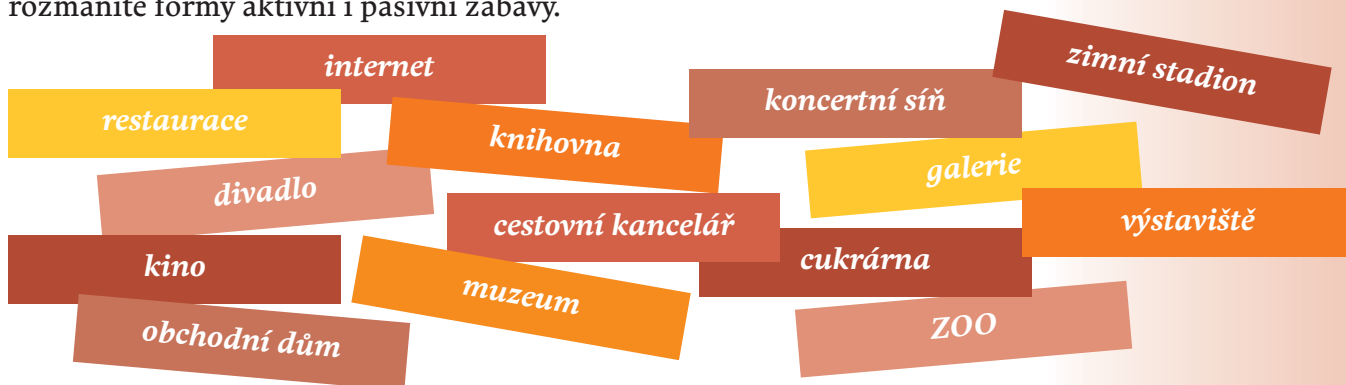 rozmanité formy aktivní i pasivní zábavy.
internet
zimní stadion
restaurace
koncertní síň
knihovna
galerie
divadlo
cestovní kancelář
výstaviště
kino
cukrárna
muzeum
obchodní dům
ZOO